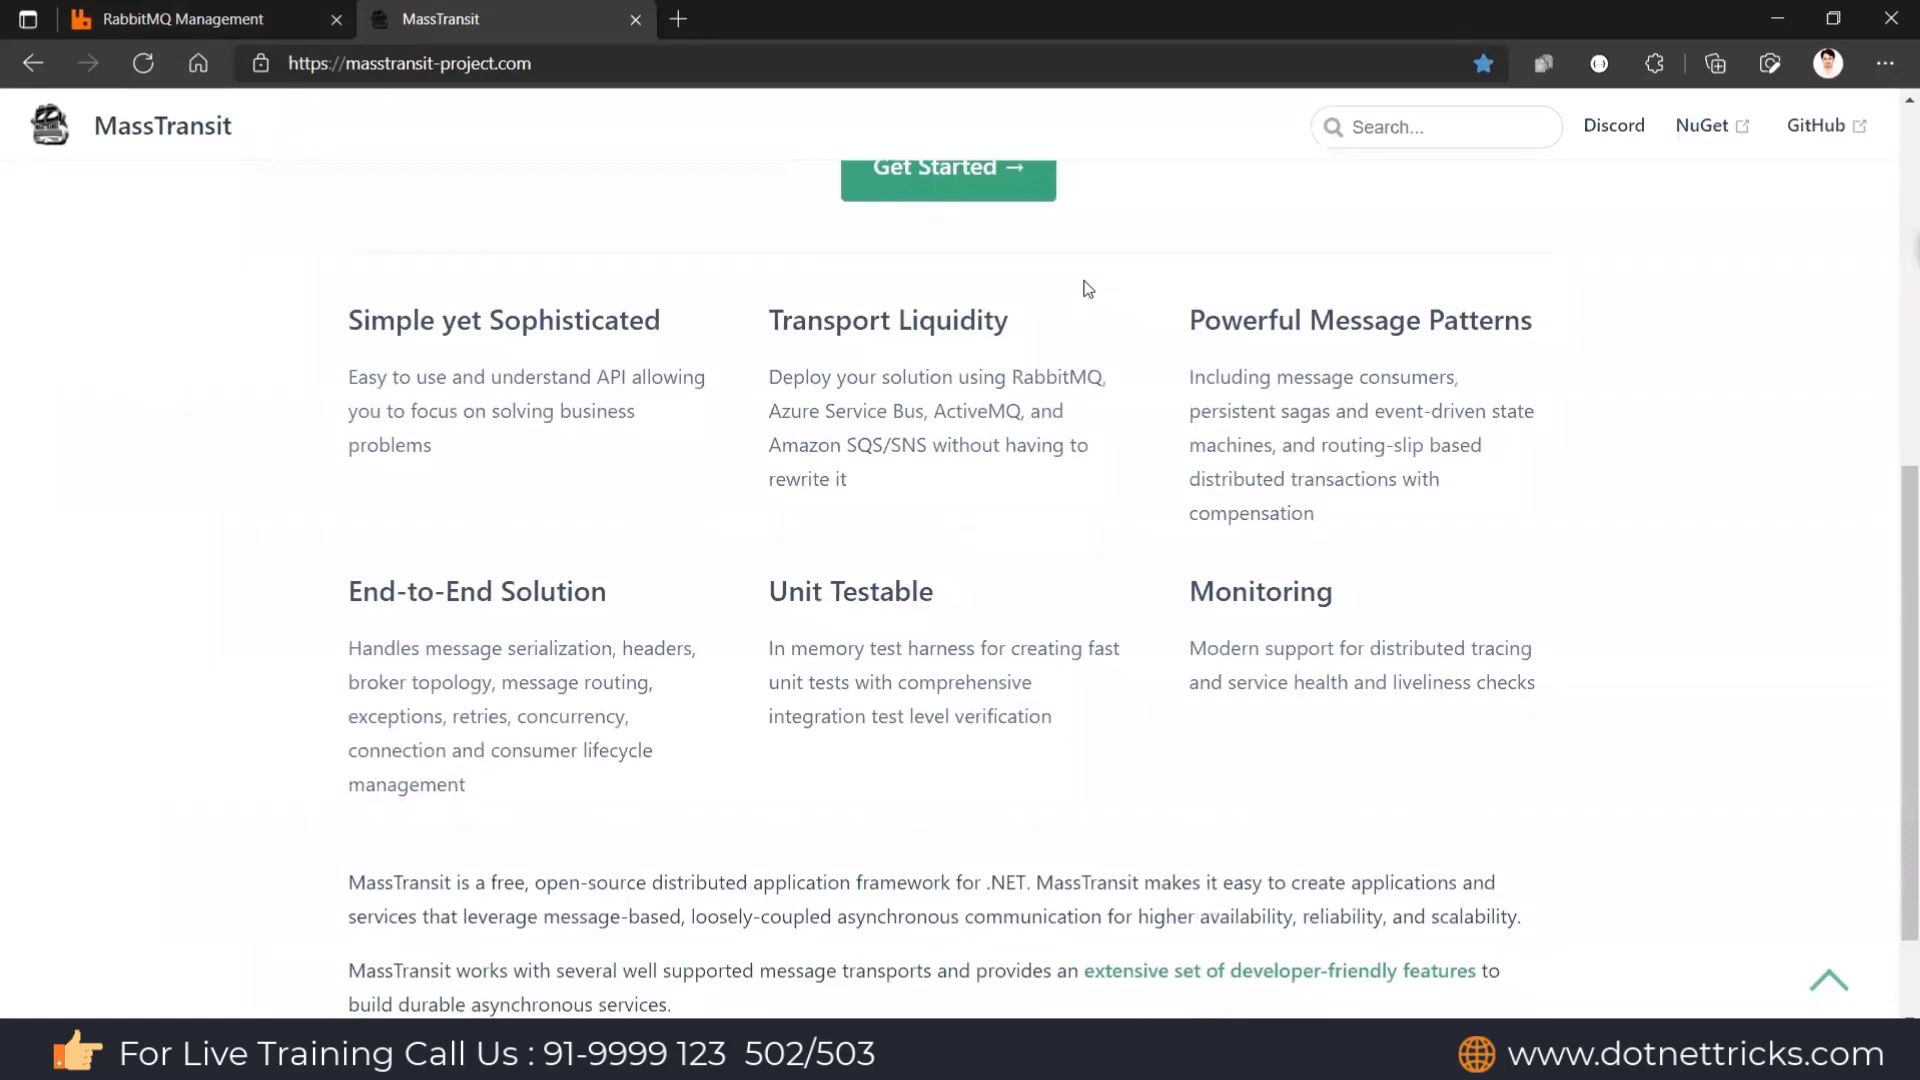 RabbitMQ Management
MassTransit
https://masstransit-project.com
MassTransit
Search...
Discord
NuGet
GitHub
Get Started →
Simple yet Sophisticated
Easy to use and understand API allowing
you to focus on solving business
problems
Transport Liquidity
Deploy your solution using RabbitMQ,
Azure Service Bus, ActiveMQ, and
Amazon SQS/SNS without having to
rewrite it
Powerful Message Patterns
Including message consumers,
persistent sagas and event-driven state
machines, and routing-slip based
distributed transactions with
compensation
End-to-End Solution
Handles message serialization, headers,
broker topology, message routing,
exceptions, retries, concurrency,
connection and consumer lifecycle
management
Unit Testable
In memory test harness for creating fast
unit tests with comprehensive
integration test level verification
Monitoring
Modern support for distributed tracing
and service health and liveliness checks
MassTransit is a free, open-source distributed application framework for .NET. MassTransit makes it easy to create applications and
services that leverage message-based, loosely-coupled asynchronous communication for higher availability, reliability, and scalability.
MassTransit works with several well supported message transports and provides an extensive set of developer-friendly features to
build durable asynchronous services.
For Live Training Call Us : 91-9999 123 502/503
www.dotnettricks.com